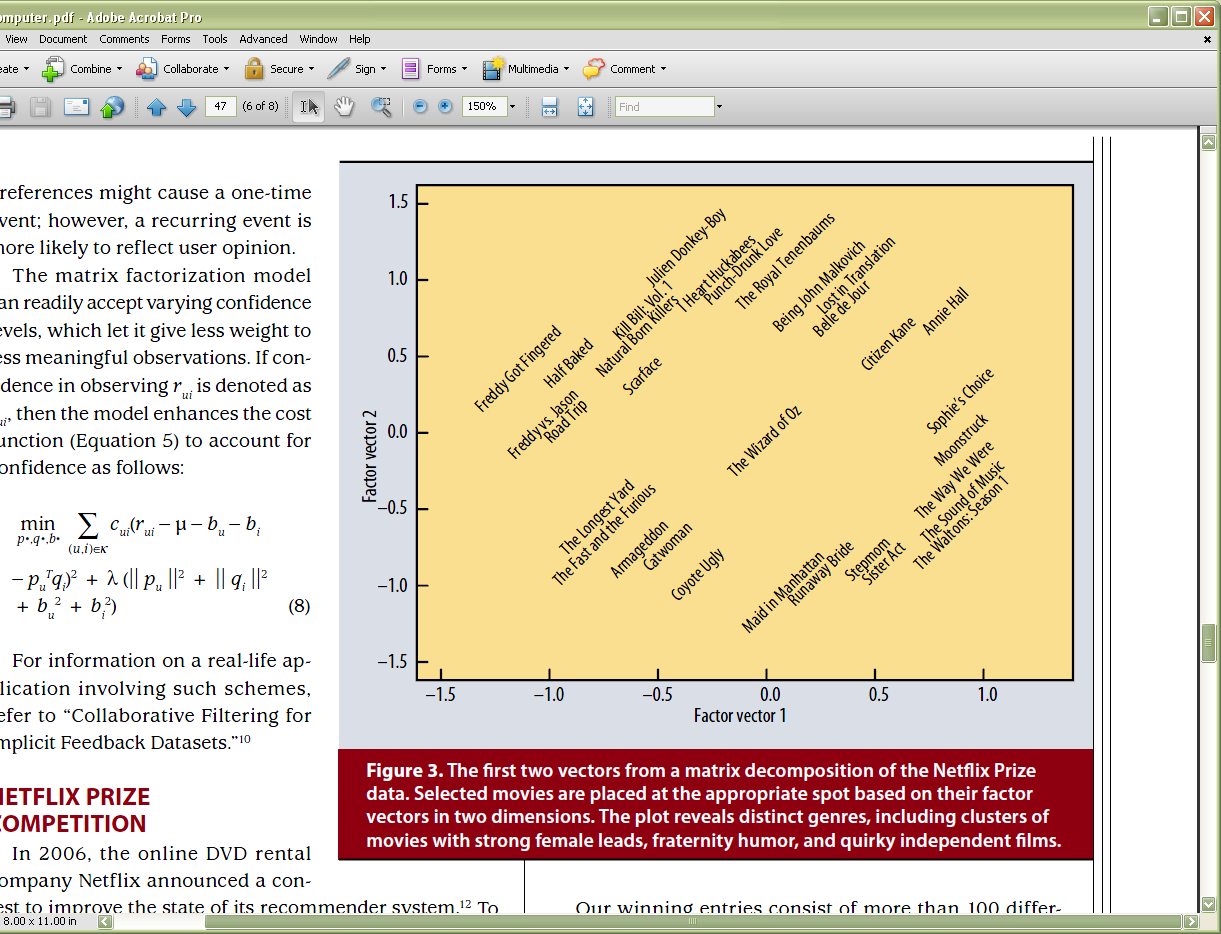 omputer.pdf - Adobe Acrobat Pro
View Document Comments Forms Tools Advanced Window Help
eate Combine Collaborate Secure Sign Forms Multimedia Comment
47 (6 of 8) 150% Find
references might cause a one-time
vent; however, a recurring event is
more likely to reflect user opinion.
The matrix factorization model
an readily accept varying confidence
evels, which let it give less weight to
ess meaningful observations. If con-
dence in observing r_ui is denoted as
ui, then the model enhances the cost
unction (Equation 5) to account for
onfidence as follows:
min p*,q*,b* ∑ (u,i)∈κ c_ui(r_ui − μ − b_u − b_i
− p_u^T q_i)² + λ (|| p_u ||² + || q_i ||²
+ b_u² + b_i²) (8)
For information on a real-life ap-
lication involving such schemes,
efer to “Collaborative Filtering for
mplicit Feedback Datasets.”10
NETFLIX PRIZE
COMPETITION
In 2006, the online DVD rental
ompany Netflix announced a con-
est to improve the state of its recommender system.12 To
1.5
1.0
0.5
0.0
−0.5
−1.0
−1.5
Factor vector 2
Freddy Got Fingered
Half Baked
Freddy vs. Jason
Road Trip
Kill Bill: Vol. 1
Natural Born Killers
Scarface
Julien Donkey-Boy
I Heart Huckabees
Punch-Drunk Love
The Royal Tenenbaums
Being John Malkovich
Lost in Translation
Belle de Jour
Citizen Kane
Annie Hall
The Wizard of Oz
Sophie’s Choice
Moonstruck
The Way We Were
The Sound of Music
The Waltons: Season 1
The Longest Yard
The Fast and the Furious
Armageddon
Catwoman
Coyote Ugly
Maid in Manhattan
Runaway Bride
Stepmom
Sister Act
−1.5 −1.0 −0.5 0.0 0.5 1.0
Factor vector 1
Figure 3. The first two vectors from a matrix decomposition of the Netflix Prize
data. Selected movies are placed at the appropriate spot based on their factor
vectors in two dimensions. The plot reveals distinct genres, including clusters of
movies with strong female leads, fraternity humor, and quirky independent films.
Our winning entries consist of more than 100 differ-
8.00 x 11.00 in